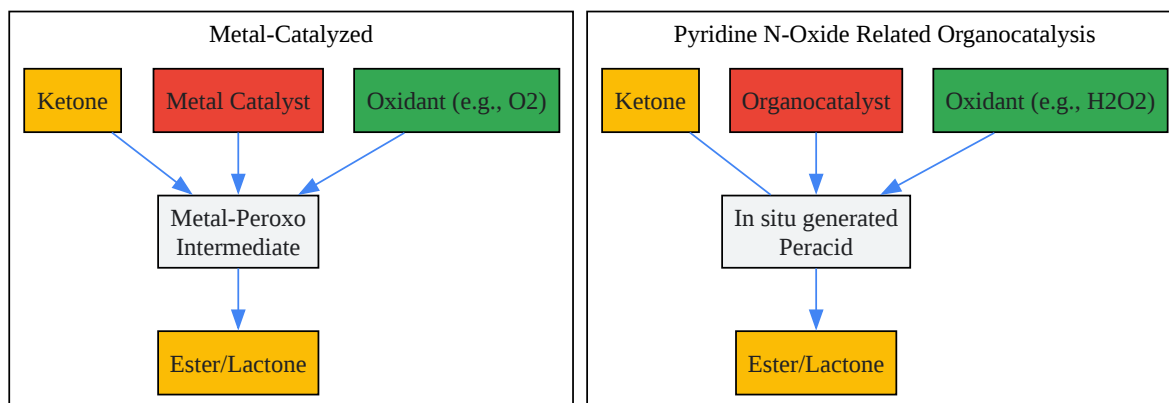 Metal-Catalyzed
Ketone
Metal Catalyst
Oxidant (e.g., O2)
Metal-Peroxo
Intermediate
Ester/Lactone
Pyridine N-Oxide Related Organocatalysis
Ketone
Organocatalyst
Oxidant (e.g., H2O2)
In situ generated
Peracid
Ester/Lactone